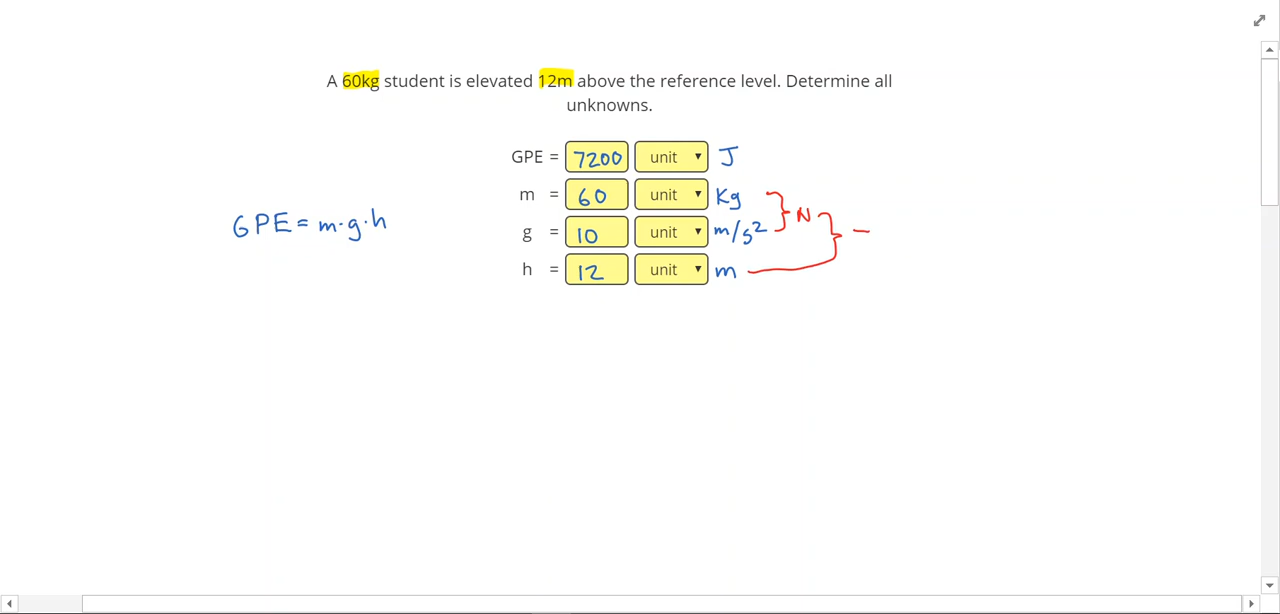 A 60kg student is elevated 12m above the reference level. Determine all
unknowns.
GPE = 7200 unit J
m = 60 unit Kg
GPE = m·g·h
g = 10 unit m/s² N
h = 12 unit m